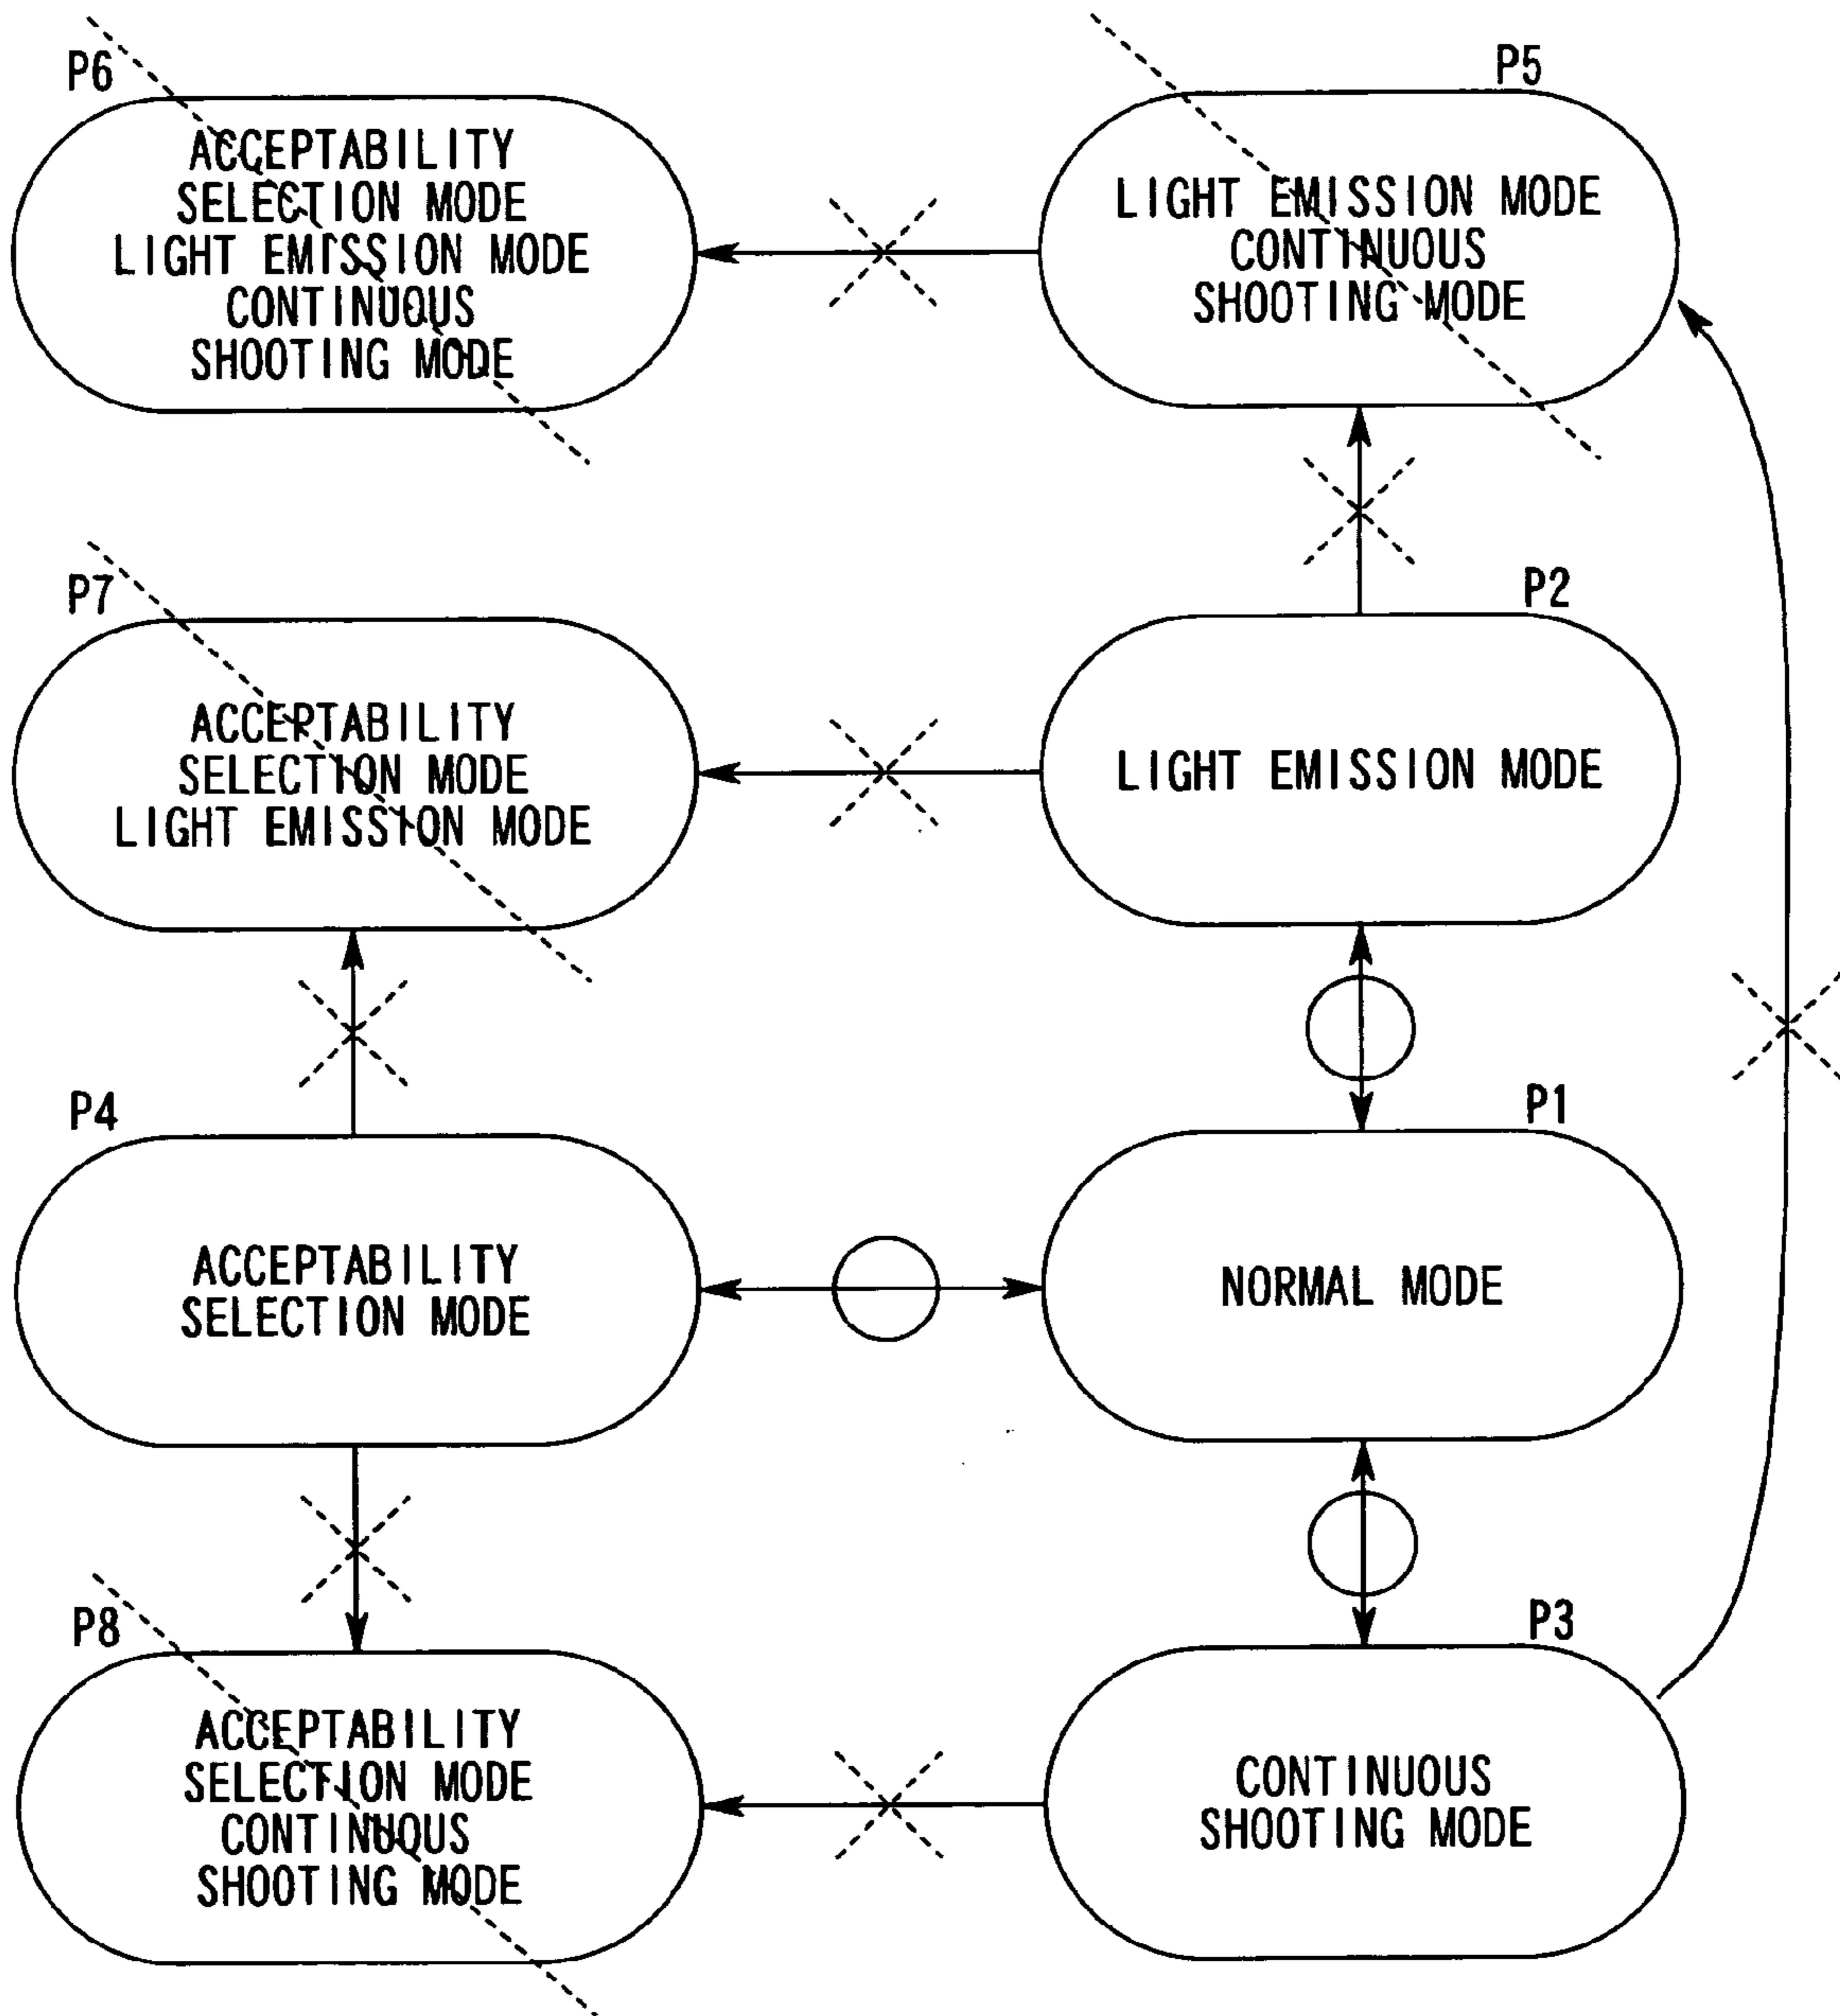 P6
ACCEPTABILITY
SELECTION MODE
LIGHT EMISSION MODE
CONTINUOUS
SHOOTING MODE
P5
LIGHT EMISSION MODE
CONTINUOUS
SHOOTING MODE
P7
ACCEPTABILITY
SELECTION MODE
LIGHT EMISSION MODE
P2
LIGHT EMISSION MODE
P4
ACCEPTABILITY
SELECTION MODE
P1
NORMAL MODE
P8
ACCEPTABILITY
SELECTION MODE
CONTINUOUS
SHOOTING MODE
P3
CONTINUOUS
SHOOTING MODE